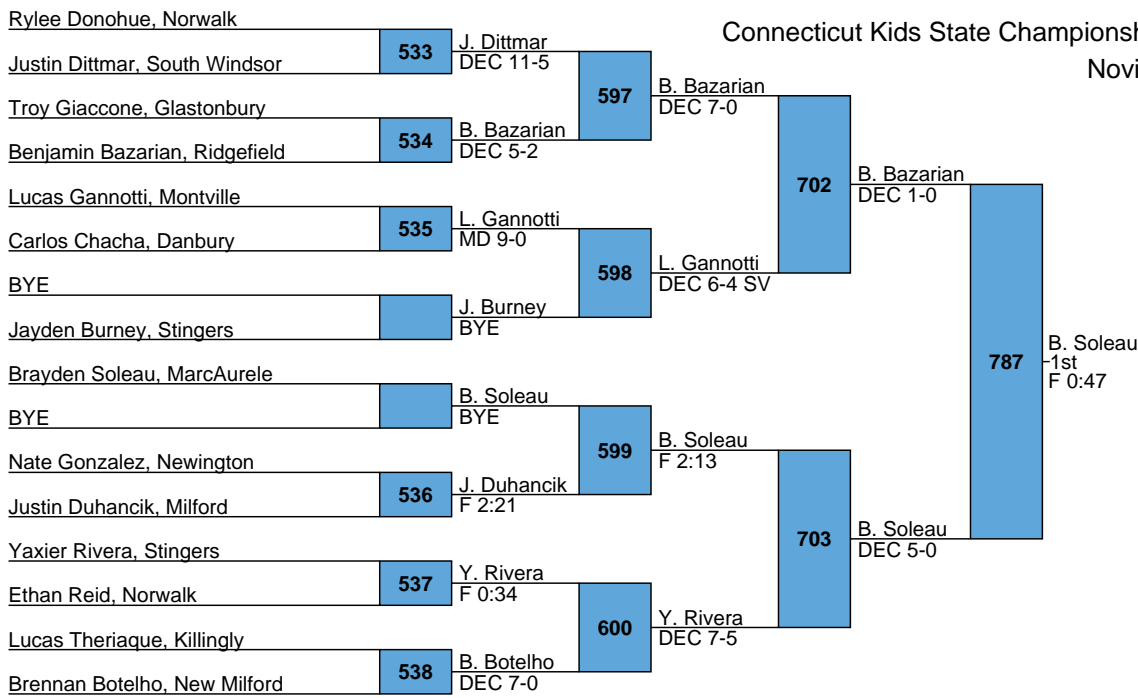 Connecticut Kids State Championsh
Novi
Rylee Donohue, Norwalk
533
J. Dittmar
DEC 11-5
Justin Dittmar, South Windsor
597
B. Bazarian
DEC 7-0
Troy Giaccone, Glastonbury
534
B. Bazarian
DEC 5-2
Benjamin Bazarian, Ridgefield
702
B. Bazarian
DEC 1-0
Lucas Gannotti, Montville
535
L. Gannotti
MD 9-0
Carlos Chacha, Danbury
598
L. Gannotti
DEC 6-4 SV
BYE
J. Burney
BYE
Jayden Burney, Stingers
787
B. Soleau
1st
F 0:47
Brayden Soleau, MarcAurele
B. Soleau
BYE
BYE
599
B. Soleau
F 2:13
Nate Gonzalez, Newington
536
J. Duhancik
F 2:21
Justin Duhancik, Milford
703
B. Soleau
DEC 5-0
Yaxier Rivera, Stingers
537
Y. Rivera
F 0:34
Ethan Reid, Norwalk
600
Y. Rivera
DEC 7-5
Lucas Theriaque, Killingly
538
B. Botelho
DEC 7-0
Brennan Botelho, New Milford